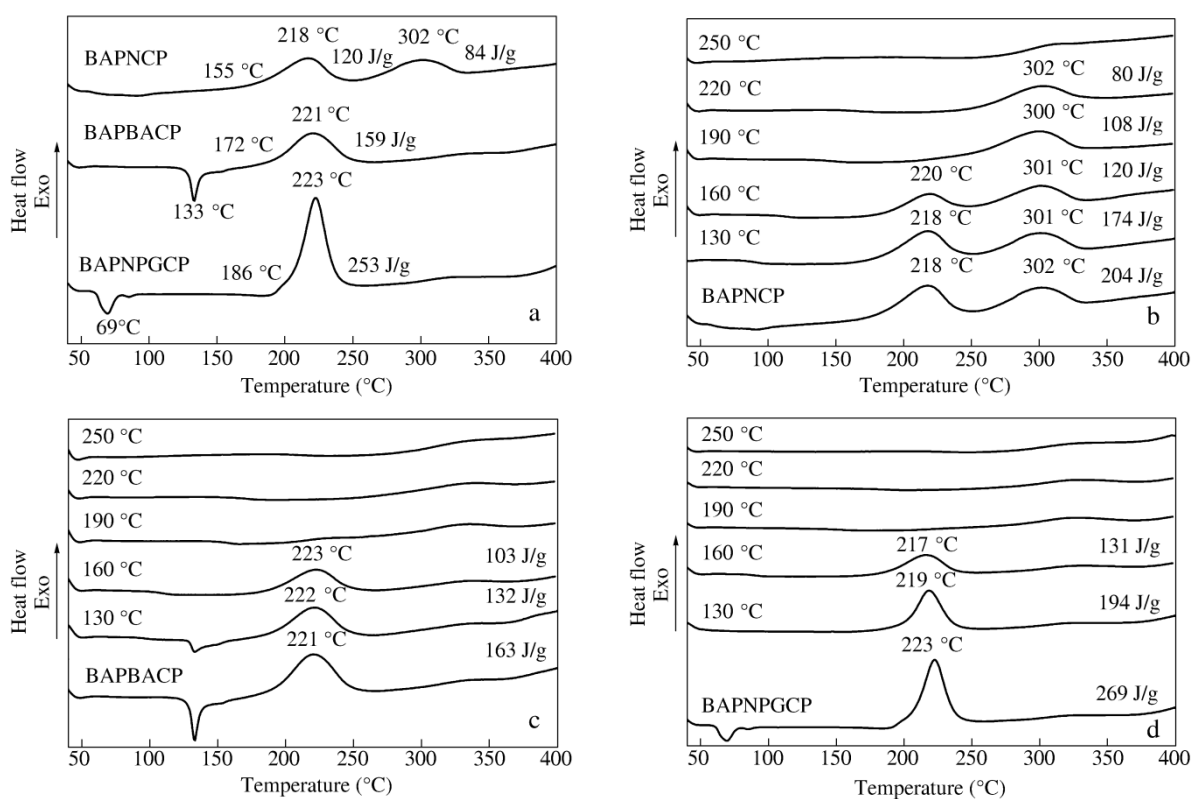 218 °C
302 °C
BAPNCP
155 °C
120 J/g
84 J/g
221 °C
BAPBACP
172 °C
159 J/g
133 °C
223 °C
BAPNPGCP
186 °C
253 J/g
69°C
a
Heat flow
Exo
50 100 150 200 250 300 350 400
Temperature (°C)
250 °C
302 °C
80 J/g
220 °C
300 °C
108 J/g
190 °C
220 °C
301 °C
120 J/g
160 °C
218 °C
301 °C
174 J/g
130 °C
218 °C
302 °C
204 J/g
BAPNCP
b
Heat flow
Exo
50 100 150 200 250 300 350 400
Temperature (°C)
250 °C
220 °C
190 °C
223 °C
103 J/g
160 °C
222 °C
132 J/g
130 °C
221 °C
163 J/g
BAPBACP
c
Heat flow
Exo
50 100 150 200 250 300 350 400
Temperature (°C)
250 °C
220 °C
190 °C
217 °C
131 J/g
160 °C
219 °C
194 J/g
130 °C
223 °C
269 J/g
BAPNPGCP
d
Heat flow
Exo
50 100 150 200 250 300 350 400
Temperature (°C)